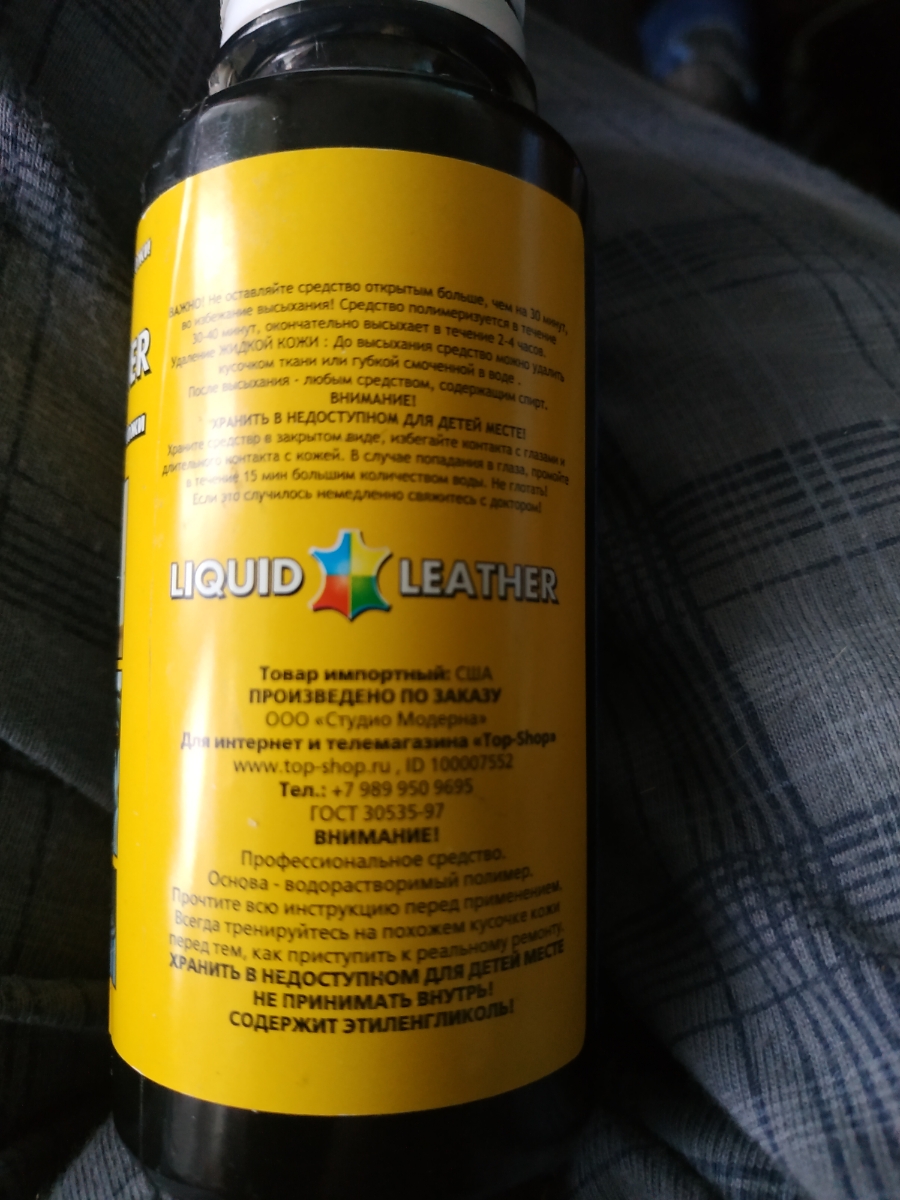 ЖКИ
ER
ВАЖНО! Не оставляйте средство открытым больше, чем на 30 минут,
во избежание высыхания! Средство полимеризуется в течение
30-40 минут, окончательно высыхает в течение 2-4 часов.
Удаление ЖИДКОЙ КОЖИ : До высыхания средство можно удалить
кусочком ткани или губкой смоченной в воде .
После высыхания - любым средством, содержащим спирт.
ВНИМАНИЕ!
ХРАНИТЬ В НЕДОСТУПНОМ ДЛЯ ДЕТЕЙ МЕСТЕ!
Храните средство в закрытом виде, избегайте контакта с глазами и
длительного контакта с кожей. В случае попадания в глаза, промойте
в течение 15 мин большим количеством воды. Не глотать!
Если это случилось немедленно свяжитесь с доктором!
LIQUID LEATHER
Товар импортный: США
ПРОИЗВЕДЕНО ПО ЗАКАЗУ
ООО «Студио Модерна»
Для интернет и телемагазина «Top-Shop»
www.top-shop.ru , ID 100007552
Тел.: +7 989 950 9695
ГОСТ 30535-97
ВНИМАНИЕ!
Профессиональное средство.
Основа - водорастворимый полимер.
Прочтите всю инструкцию перед применением.
Всегда тренируйтесь на похожем кусочке кожи
перед тем, как приступить к реальному ремонту.
ХРАНИТЬ В НЕДОСТУПНОМ ДЛЯ ДЕТЕЙ МЕСТЕ
НЕ ПРИНИМАТЬ ВНУТРЬ!
СОДЕРЖИТ ЭТИЛЕНГЛИКОЛЬ!